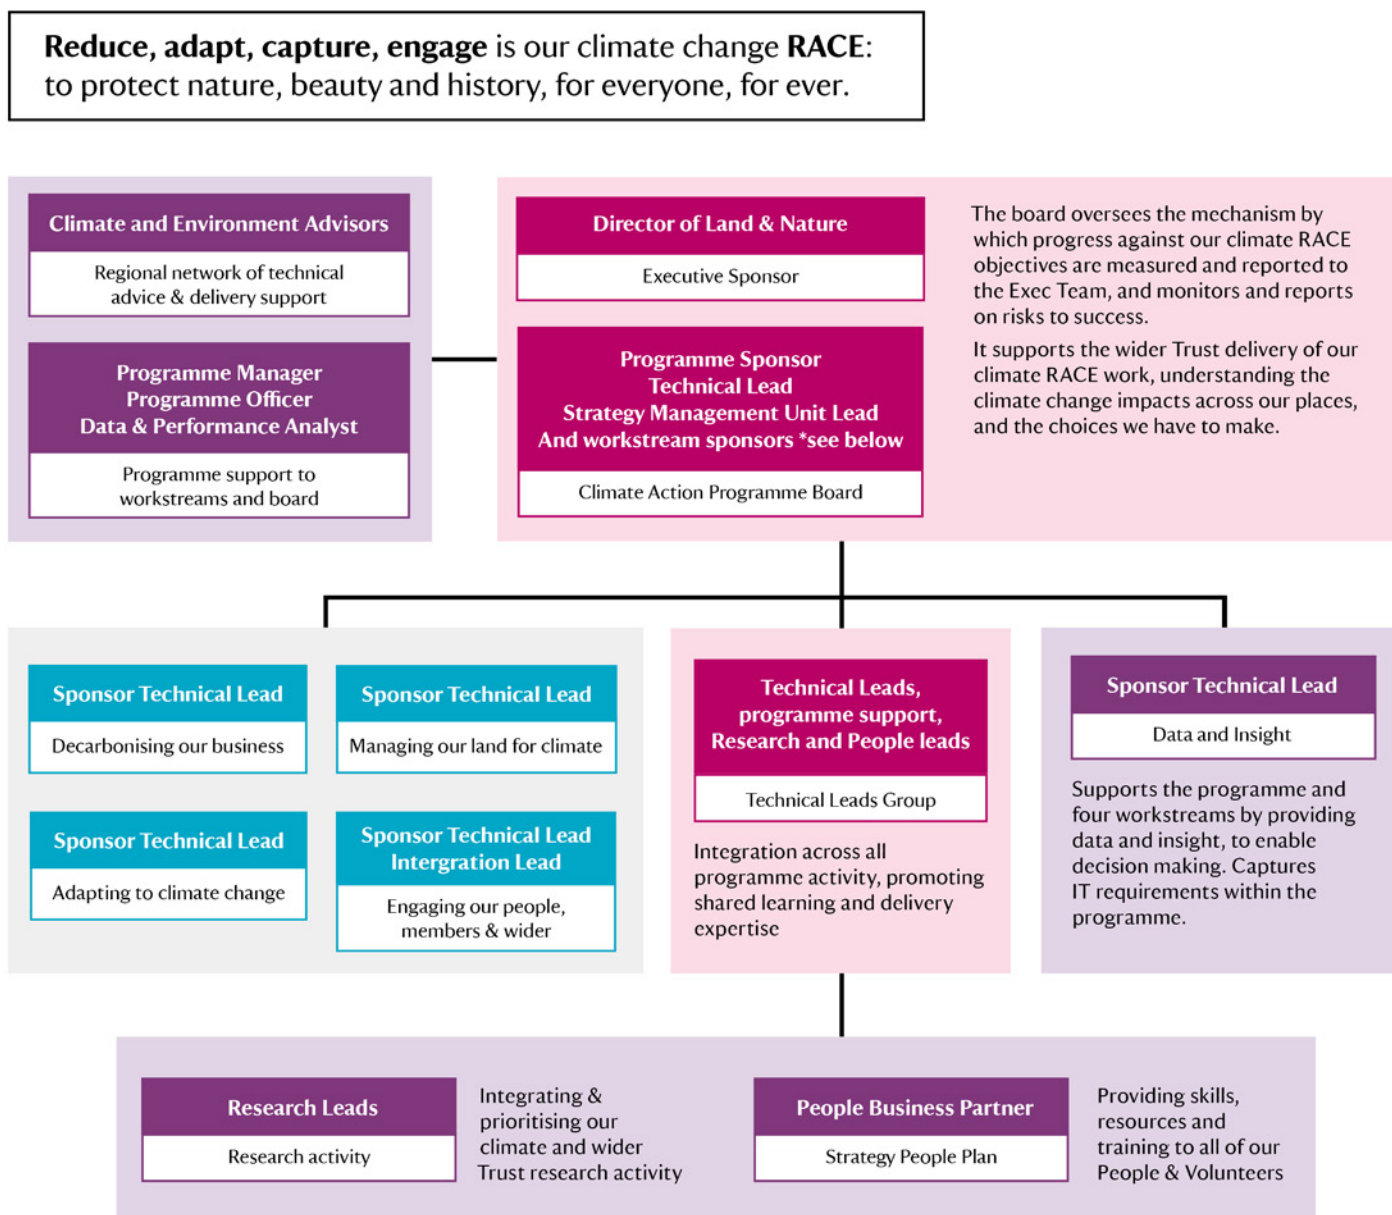 Reduce, adapt, capture, engage is our climate change RACE:
to protect nature, beauty and history, for everyone, for ever.
Climate and Environment Advisors
Regional network of technical
advice & delivery support
Programme Manager
Programme Officer
Data & Performance Analyst
Programme support to
workstreams and board
Director of Land & Nature
Executive Sponsor
Programme Sponsor
Technical Lead
Strategy Management Unit Lead
And workstream sponsors *see below
Climate Action Programme Board
The board oversees the mechanism by
which progress against our climate RACE
objectives are measured and reported to
the Exec Team, and monitors and reports
on risks to success.
It supports the wider Trust delivery of our
climate RACE work, understanding the
climate change impacts across our places,
and the choices we have to make.
Sponsor Technical Lead
Decarbonising our business
Sponsor Technical Lead
Managing our land for climate
Sponsor Technical Lead
Adapting to climate change
Sponsor Technical Lead
Intergration Lead
Engaging our people,
members & wider
Technical Leads,
programme support,
Research and People leads
Technical Leads Group
Integration across all
programme activity, promoting
shared learning and delivery
expertise
Sponsor Technical Lead
Data and Insight
Supports the programme and
four workstreams by providing
data and insight, to enable
decision making. Captures
IT requirements within the
programme.
Research Leads
Research activity
Integrating &
prioritising our
climate and wider
Trust research activity
People Business Partner
Strategy People Plan
Providing skills,
resources and
training to all of our
People & Volunteers